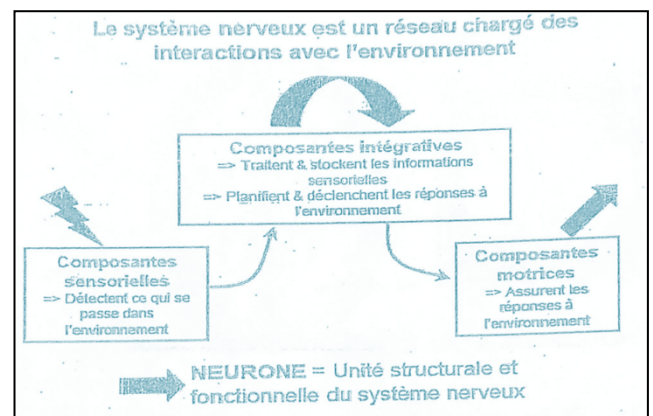 Le système nerveux est un réseau chargé des
interactions avec l'environnement
Composantes intégratives
=> Traitent & stockent les informations
sensorielles
=> Planifient & déclenchent les réponses à
l'environnement
Composantes
sensorielles
=> Détectent ce qui se
passe dans
l'environnement
Composantes
motrices
=> Assurent les
réponses à
l'environnement
NEURONE = Unité structurale et
fonctionnelle du système nerveux